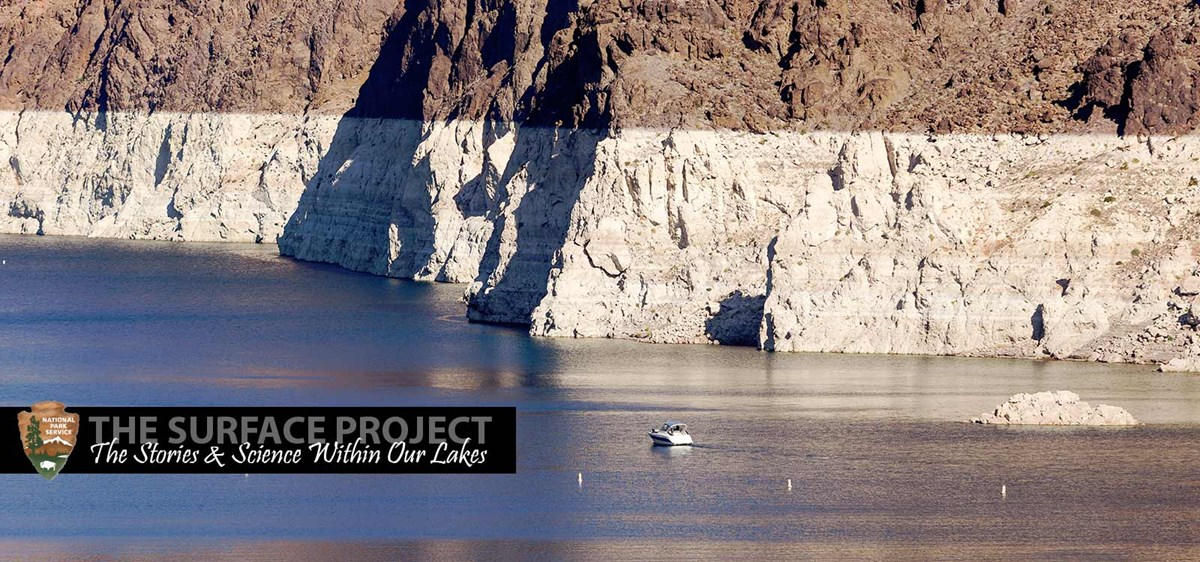 NATIONAL
PARK
SERVICE
THE SURFACE PROJECT
The Stories & Science Within Our Lakes